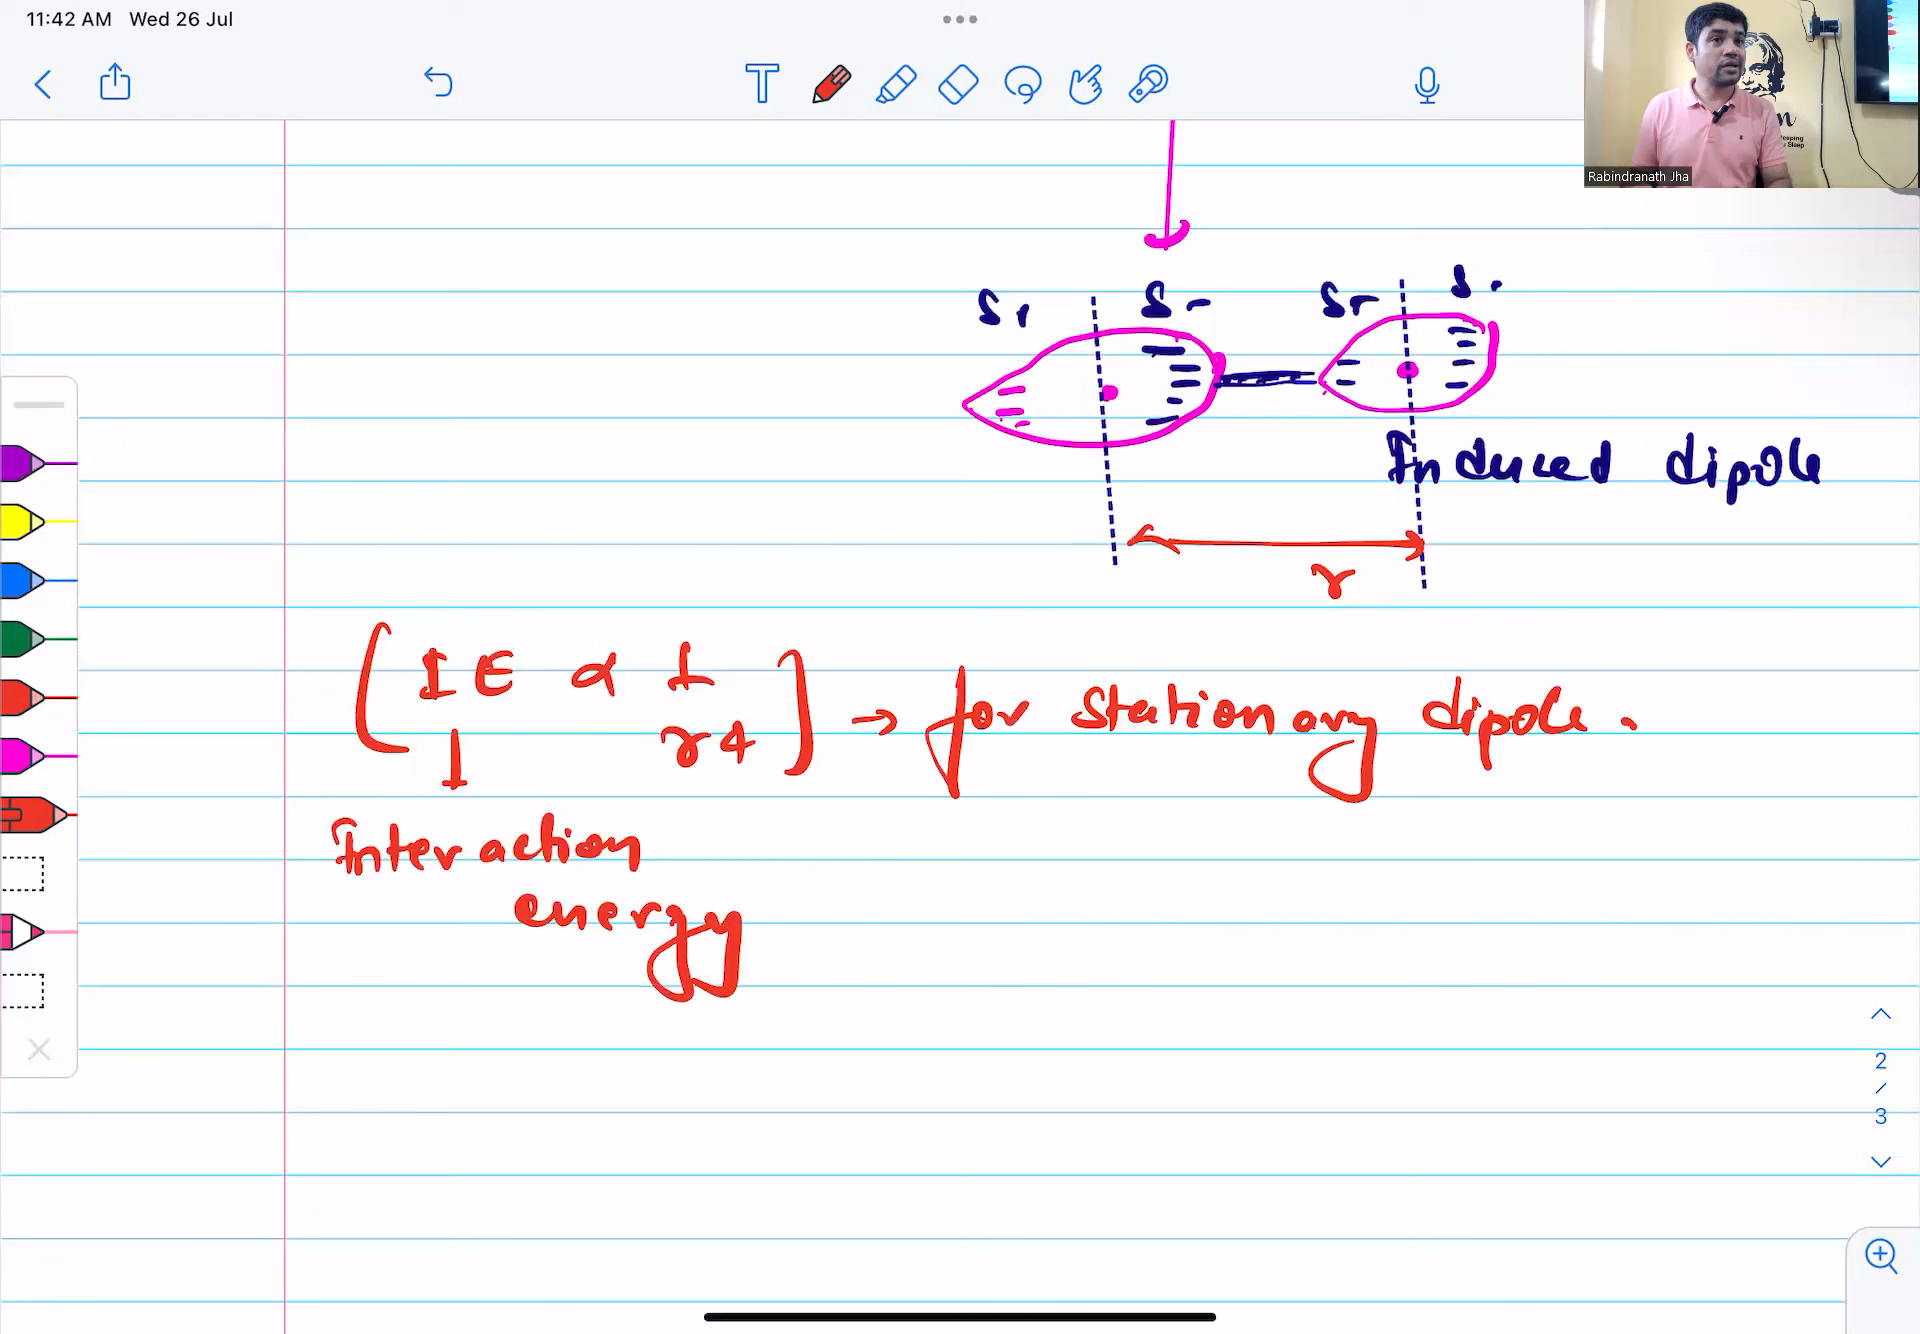 11:42 AM Wed 26 Jul
Rabindranath Jha
δ+ δ- δ+ δ-
Induced dipole
r
IE α 1/r4 → for stationary dipole.
Interaction
energy
2
/
3